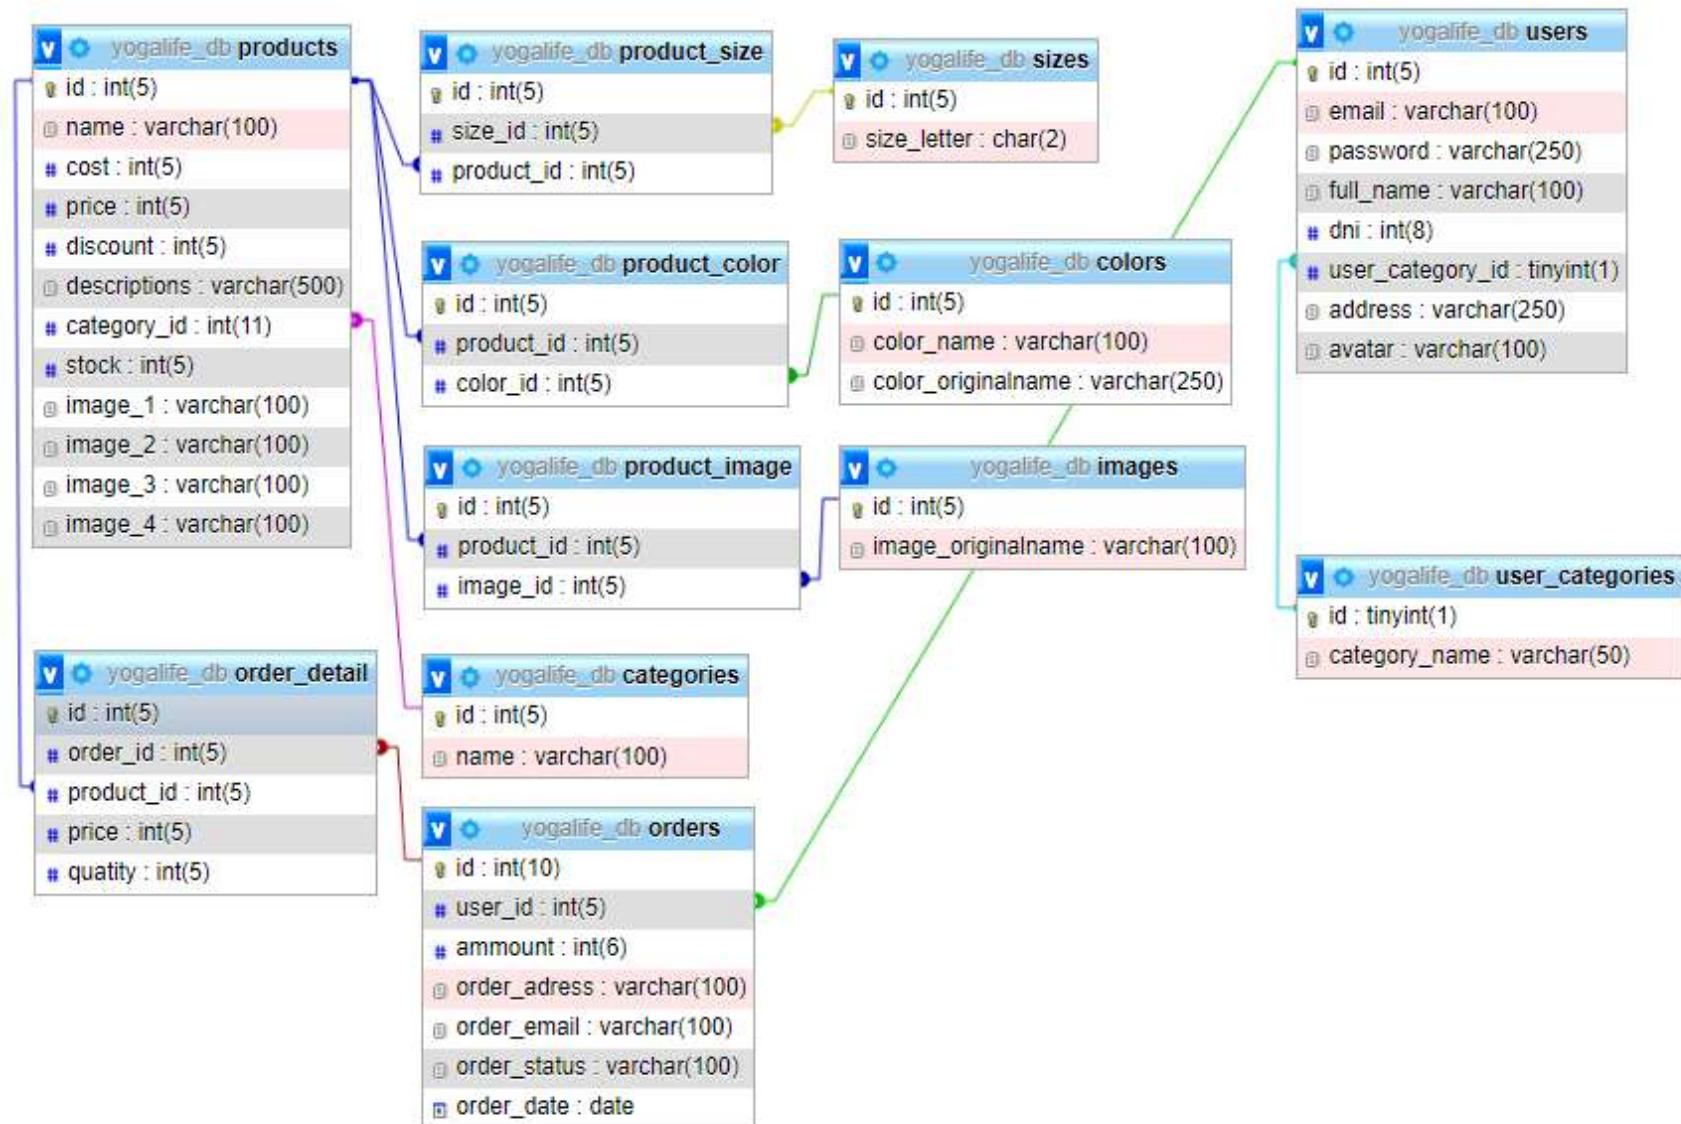 yogalife_db products
id : int(5)
name : varchar(100)
cost : int(5)
price : int(5)
discount : int(5)
descriptions : varchar(500)
category_id : int(11)
stock : int(5)
image_1 : varchar(100)
image_2 : varchar(100)
image_3 : varchar(100)
image_4 : varchar(100)
yogalife_db product_size
id : int(5)
size_id : int(5)
product_id : int(5)
yogalife_db sizes
id : int(5)
size_letter : char(2)
yogalife_db users
id : int(5)
email : varchar(100)
password : varchar(250)
full_name : varchar(100)
dni : int(8)
user_category_id : tinyint(1)
address : varchar(250)
avatar : varchar(100)
yogalife_db product_color
id : int(5)
product_id : int(5)
color_id : int(5)
yogalife_db colors
id : int(5)
color_name : varchar(100)
color_originalname : varchar(250)
yogalife_db product_image
id : int(5)
product_id : int(5)
image_id : int(5)
yogalife_db images
id : int(5)
image_originalname : varchar(100)
yogalife_db user_categories
id : tinyint(1)
category_name : varchar(50)
yogalife_db order_detail
id : int(5)
order_id : int(5)
product_id : int(5)
price : int(5)
quatity : int(5)
yogalife_db categories
id : int(5)
name : varchar(100)
yogalife_db orders
id : int(10)
user_id : int(5)
ammount : int(6)
order_adress : varchar(100)
order_email : varchar(100)
order_status : varchar(100)
order_date : date